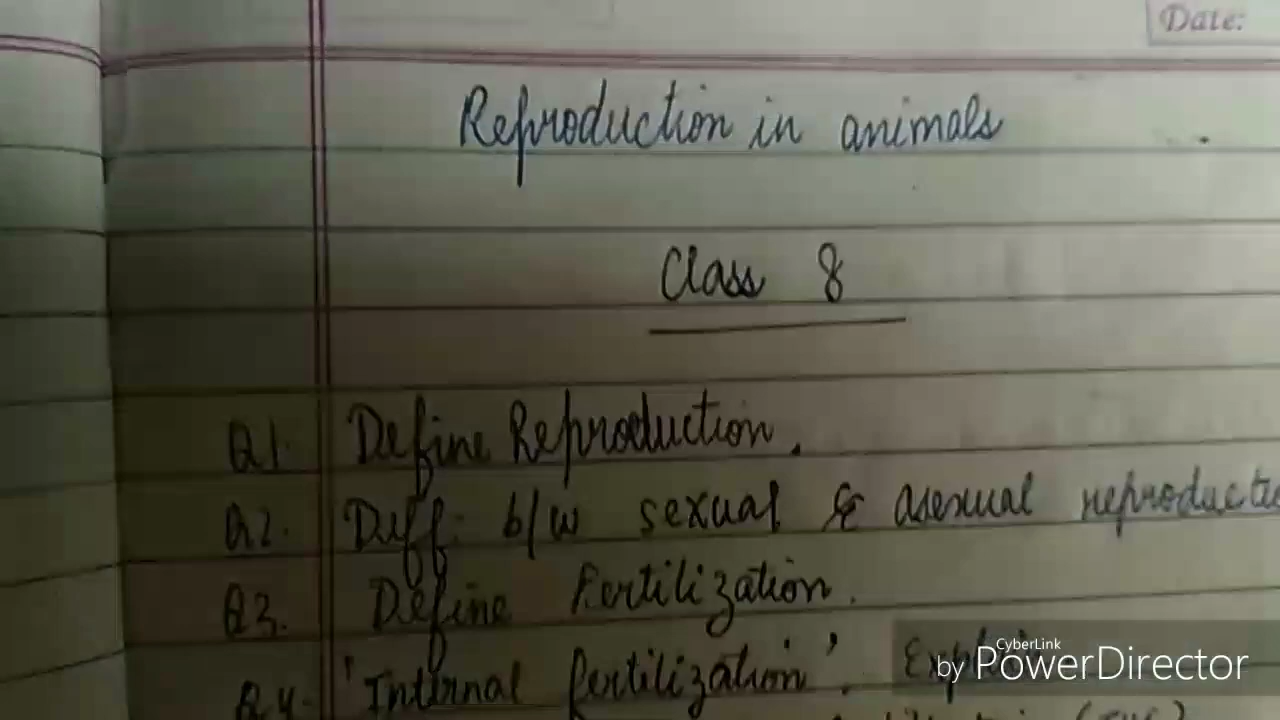 Date:
Reproduction in animals
Class 8
Q1. Define Reproduction.
Q2. Diff. b/w sexual & asexual
Q3. Define Fertilization.
Q4. 'Internal fertilization'.
CyberLink
by PowerDirector